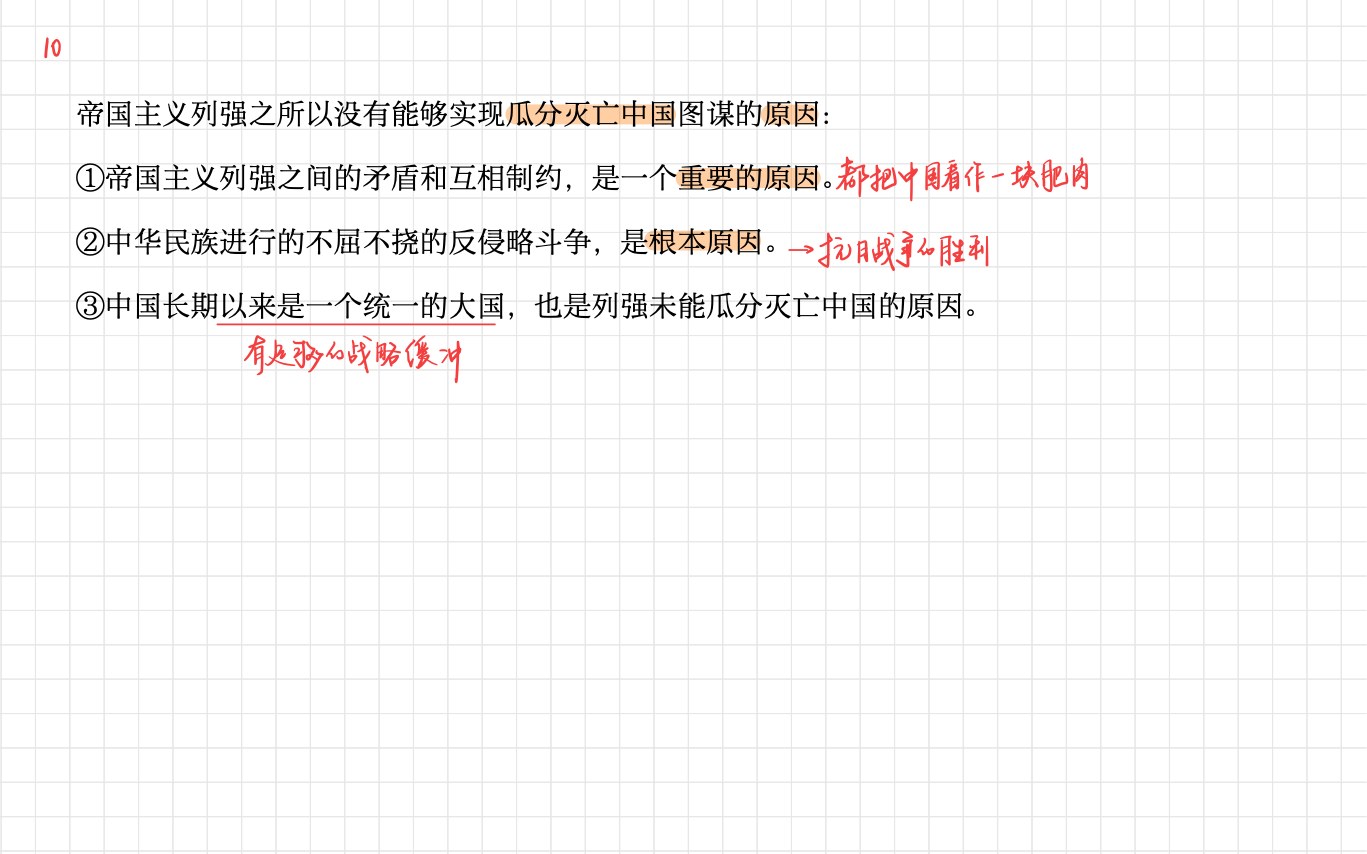 10
帝国主义列强之所以没有能够实现瓜分灭亡中国图谋的原因：
①帝国主义列强之间的矛盾和互相制约，是一个重要的原因。都把中国看作一块肥肉
②中华民族进行的不屈不挠的反侵略斗争，是根本原因。→抗日战争的胜利
③中国长期以来是一个统一的大国，也是列强未能瓜分灭亡中国的原因。
有足够的战略缓冲